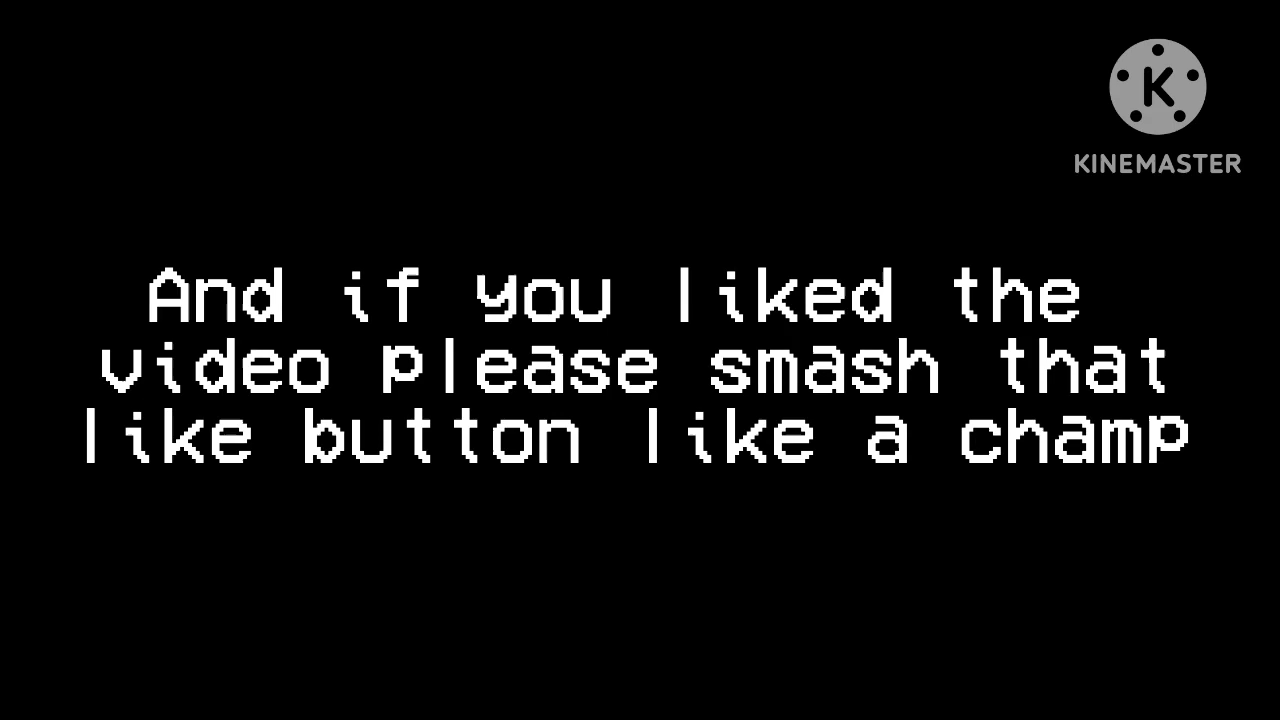 K
KINEMASTER
And if you liked the
video please smash that
like button like a champ